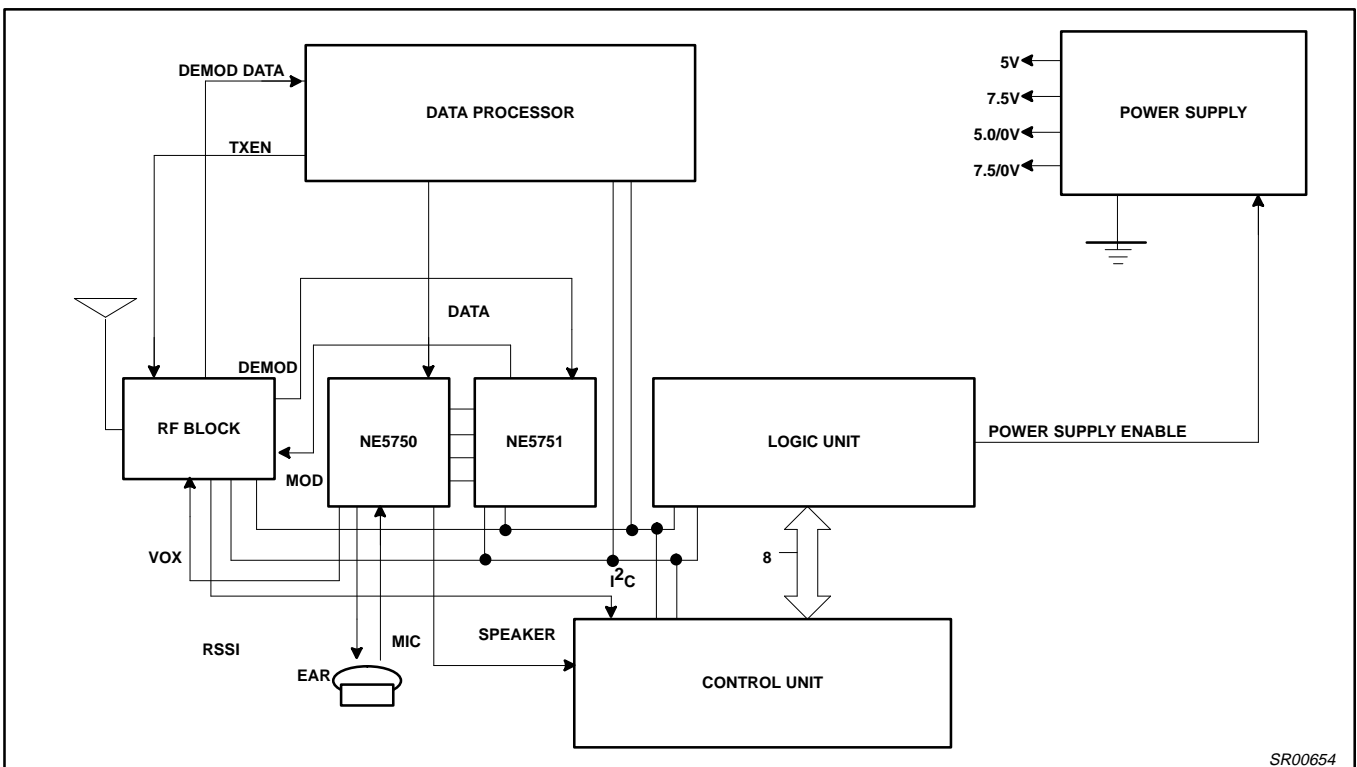 DEMOD DATA
DATA PROCESSOR
TXEN
5V
7.5V
5.0/0V
7.5/0V
POWER SUPPLY
DATA
DEMOD
RF BLOCK
NE5750
NE5751
LOGIC UNIT
POWER SUPPLY ENABLE
MOD
VOX
8
I²C
RSSI
MIC
SPEAKER
EAR
CONTROL UNIT
SR00654